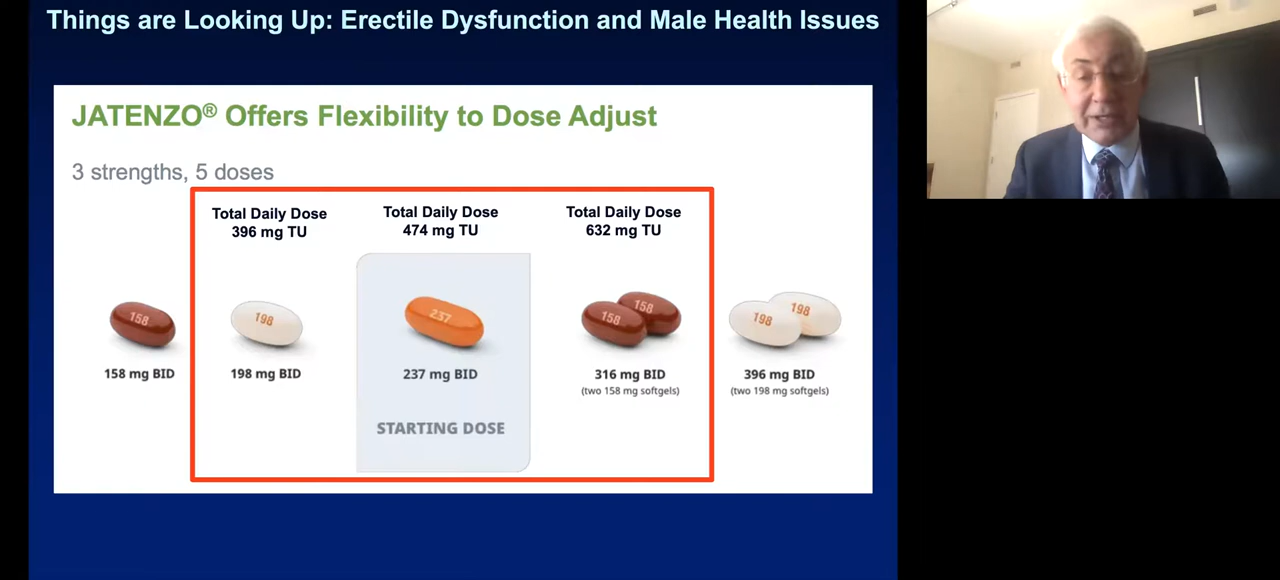 Things are Looking Up: Erectile Dysfunction and Male Health Issues
JATENZO® Offers Flexibility to Dose Adjust
3 strengths, 5 doses
Total Daily Dose
396 mg TU
Total Daily Dose
474 mg TU
Total Daily Dose
632 mg TU
158
198
237
158
158
198
198
158 mg BID
198 mg BID
237 mg BID
316 mg BID
(two 158 mg softgels)
396 mg BID
(two 198 mg softgels)
STARTING DOSE